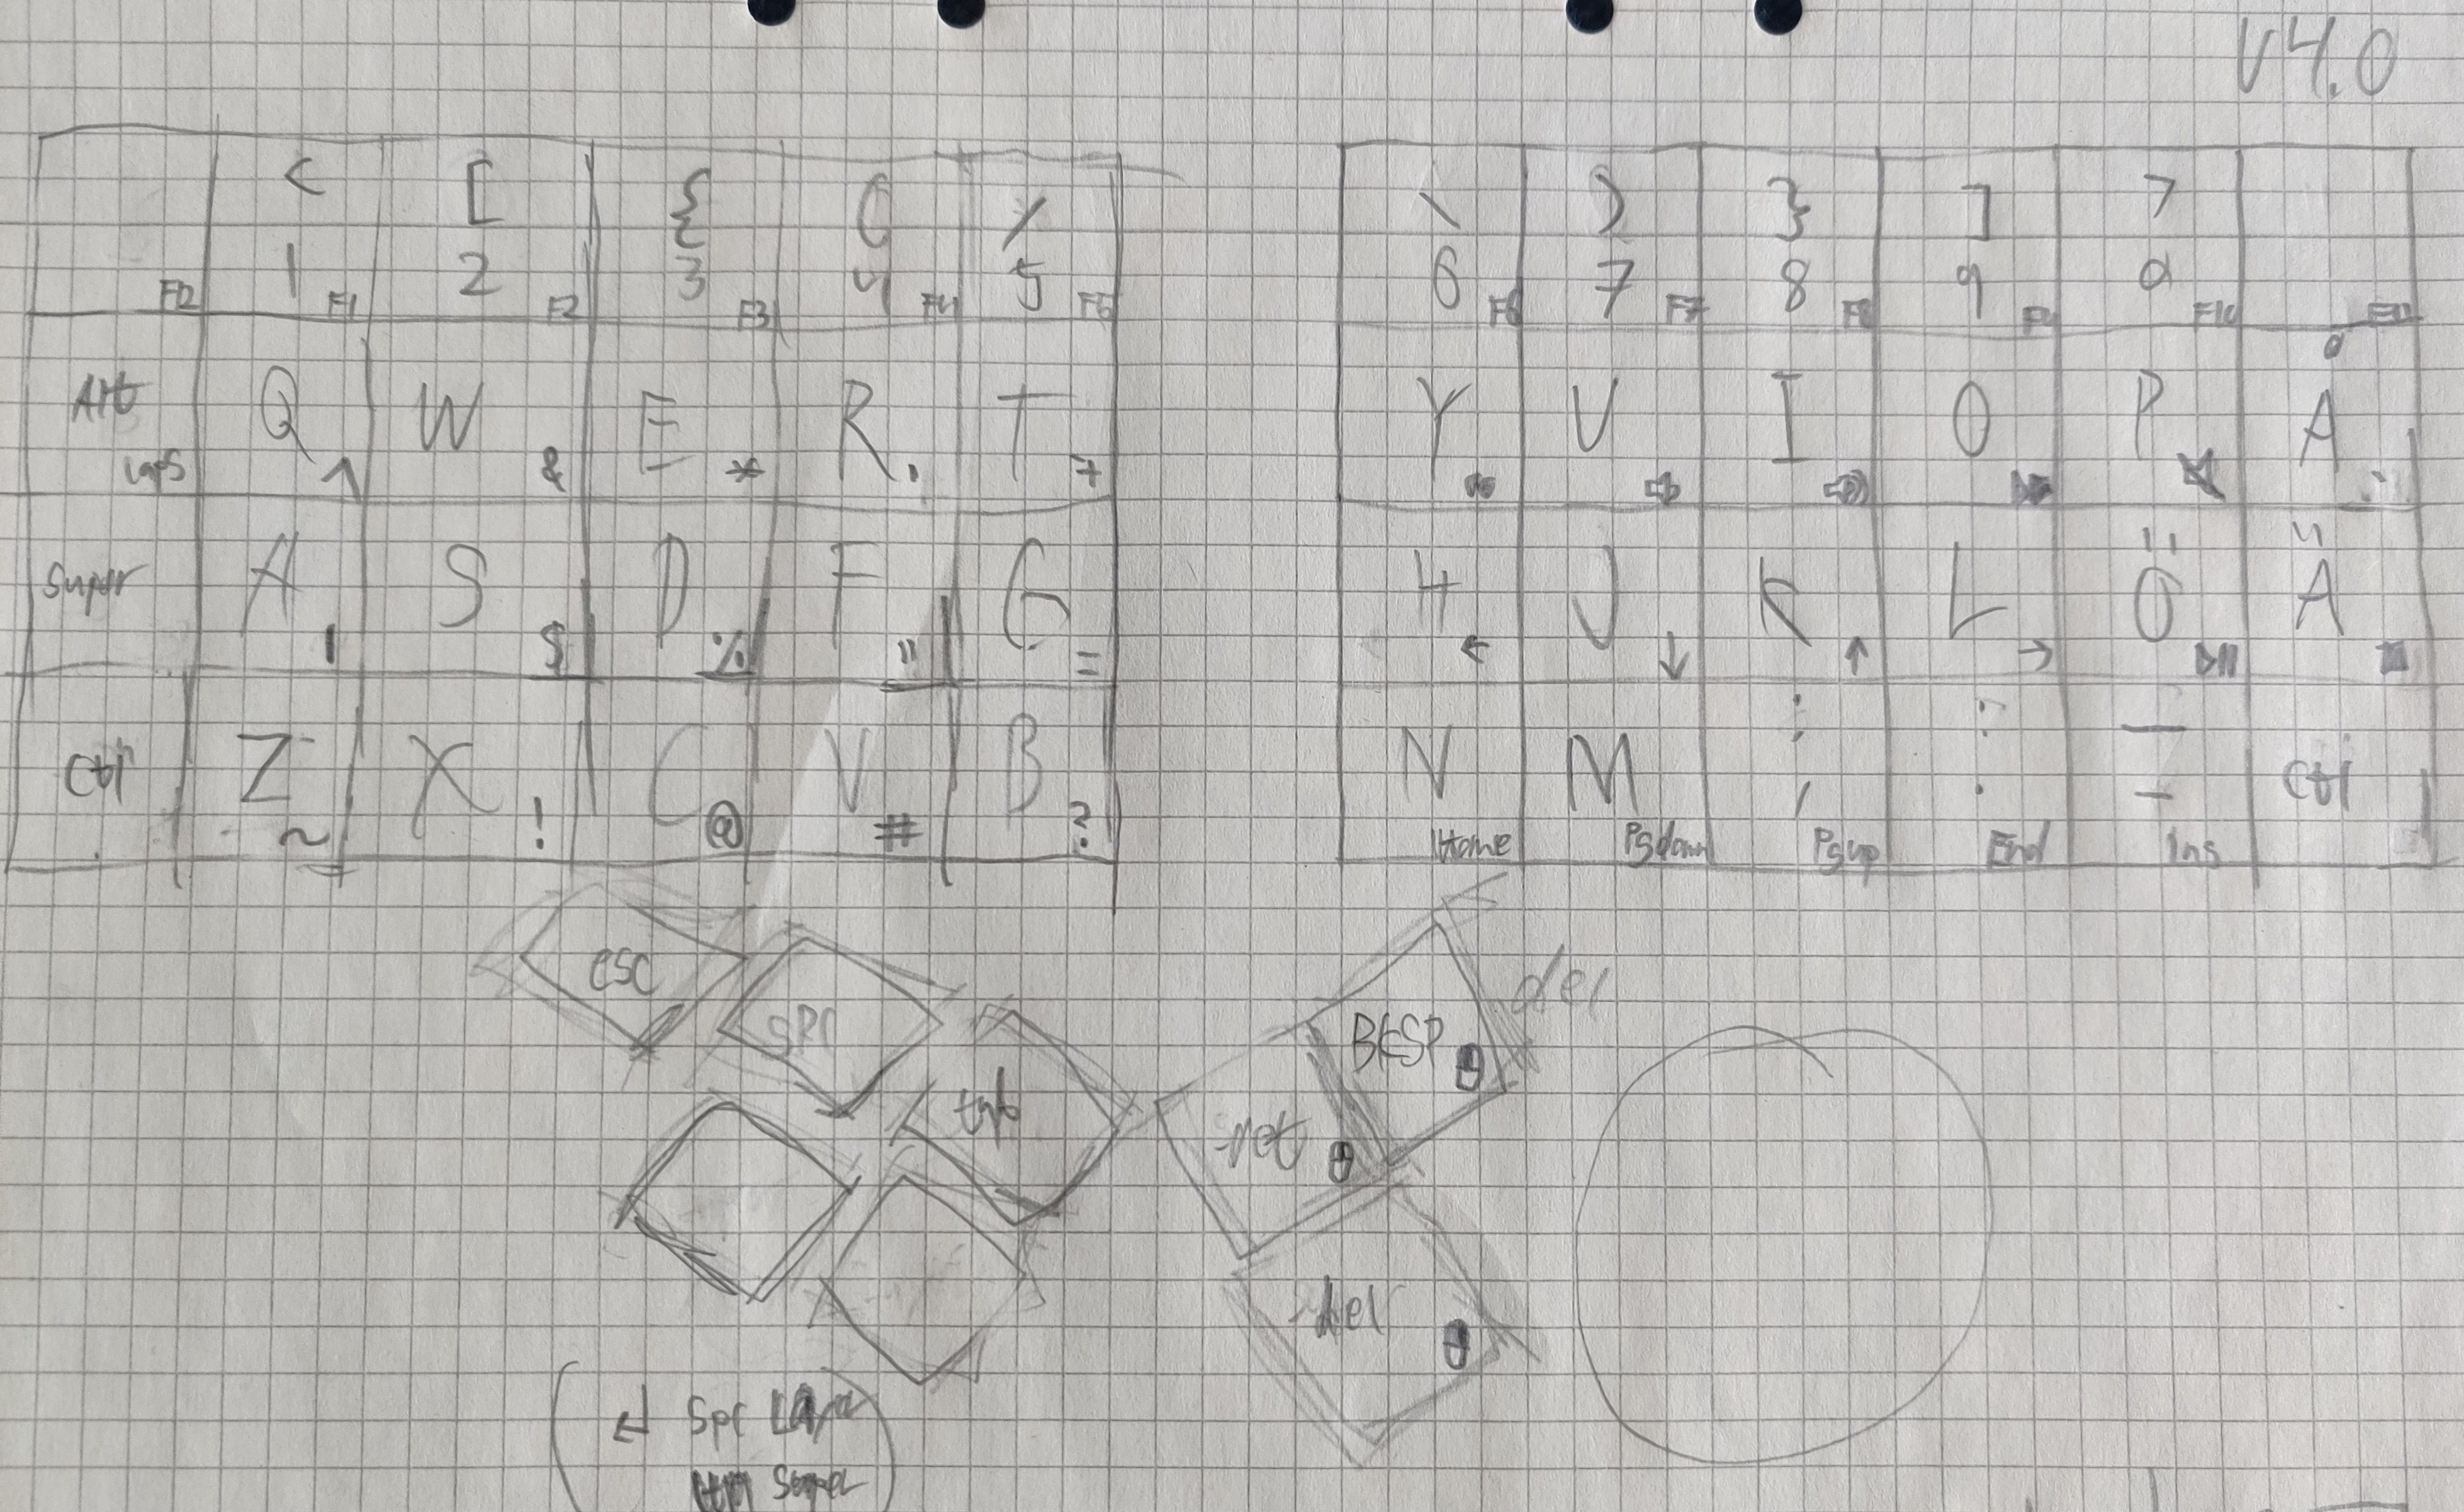 V4.0
< [ { ( / \ ) } ] >
1 2 3 4 5 6 7 8 9 0
F12 F1 F2 F3 F4 F5 F6 F7 F8 F9 F10 F11
Alt Q W E R T Y U I O P Å
caps ^ & * +
Super A S D F G H J K L Ö Ä
| $ % " = ← ↓ ↑ →
; : —
Ctrl Z X C V B N M , . - Ctrl
~ ! @ # ? Home Pgdown Pgup End Ins
esc
spc
tab
BKSP
del
ret
del
↵ Spc
Super